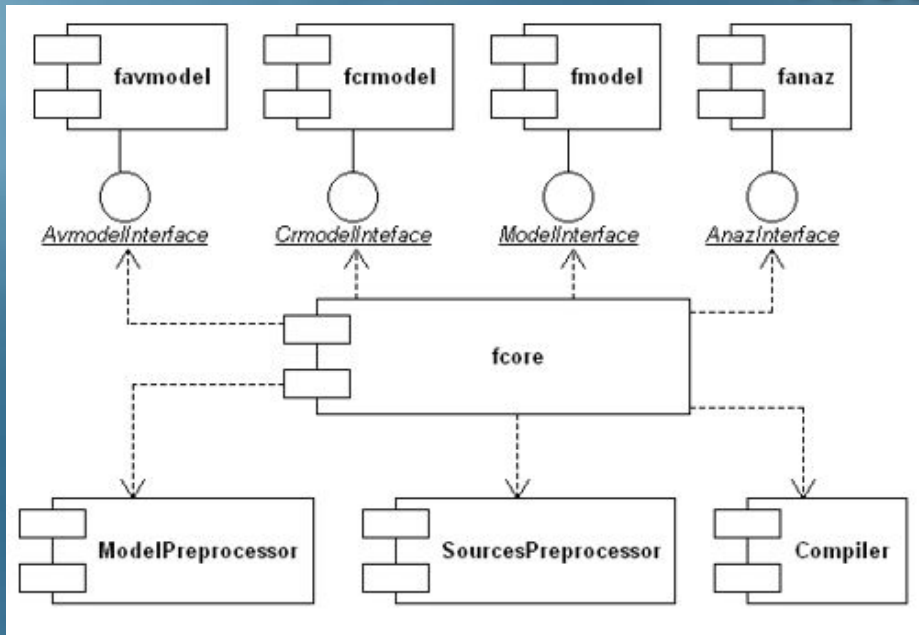 favmodel
fcrmodel
fmodel
fanaz
AvmodelInterface
CrmodelInteface
ModelInterface
AnazInterface
fcore
ModelPreprocessor
SourcesPreprocessor
Compiler